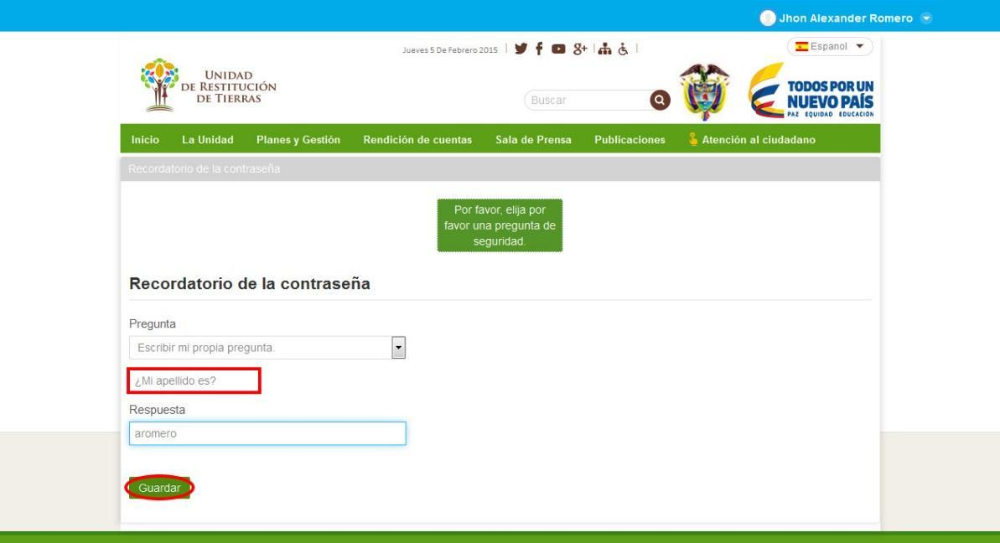 Jhon Alexander Romero
Jueves 5 De Febrero 2015
Espanol
UNIDAD
DE RESTITUCIÓN
DE TIERRAS
Buscar
TODOS POR UN
NUEVO PAÍS
PAZ EQUIDAD EDUCACIÓN
Inicio La Unidad Planes y Gestión Rendición de cuentas Sala de Prensa Publicaciones Atención al ciudadano
Recordatorio de la contraseña
Por favor, elija por
favor una pregunta de
seguridad.
Recordatorio de la contraseña
Pregunta
Escribir mi propia pregunta.
¿Mi apellido es?
Respuesta
aromero
Guardar